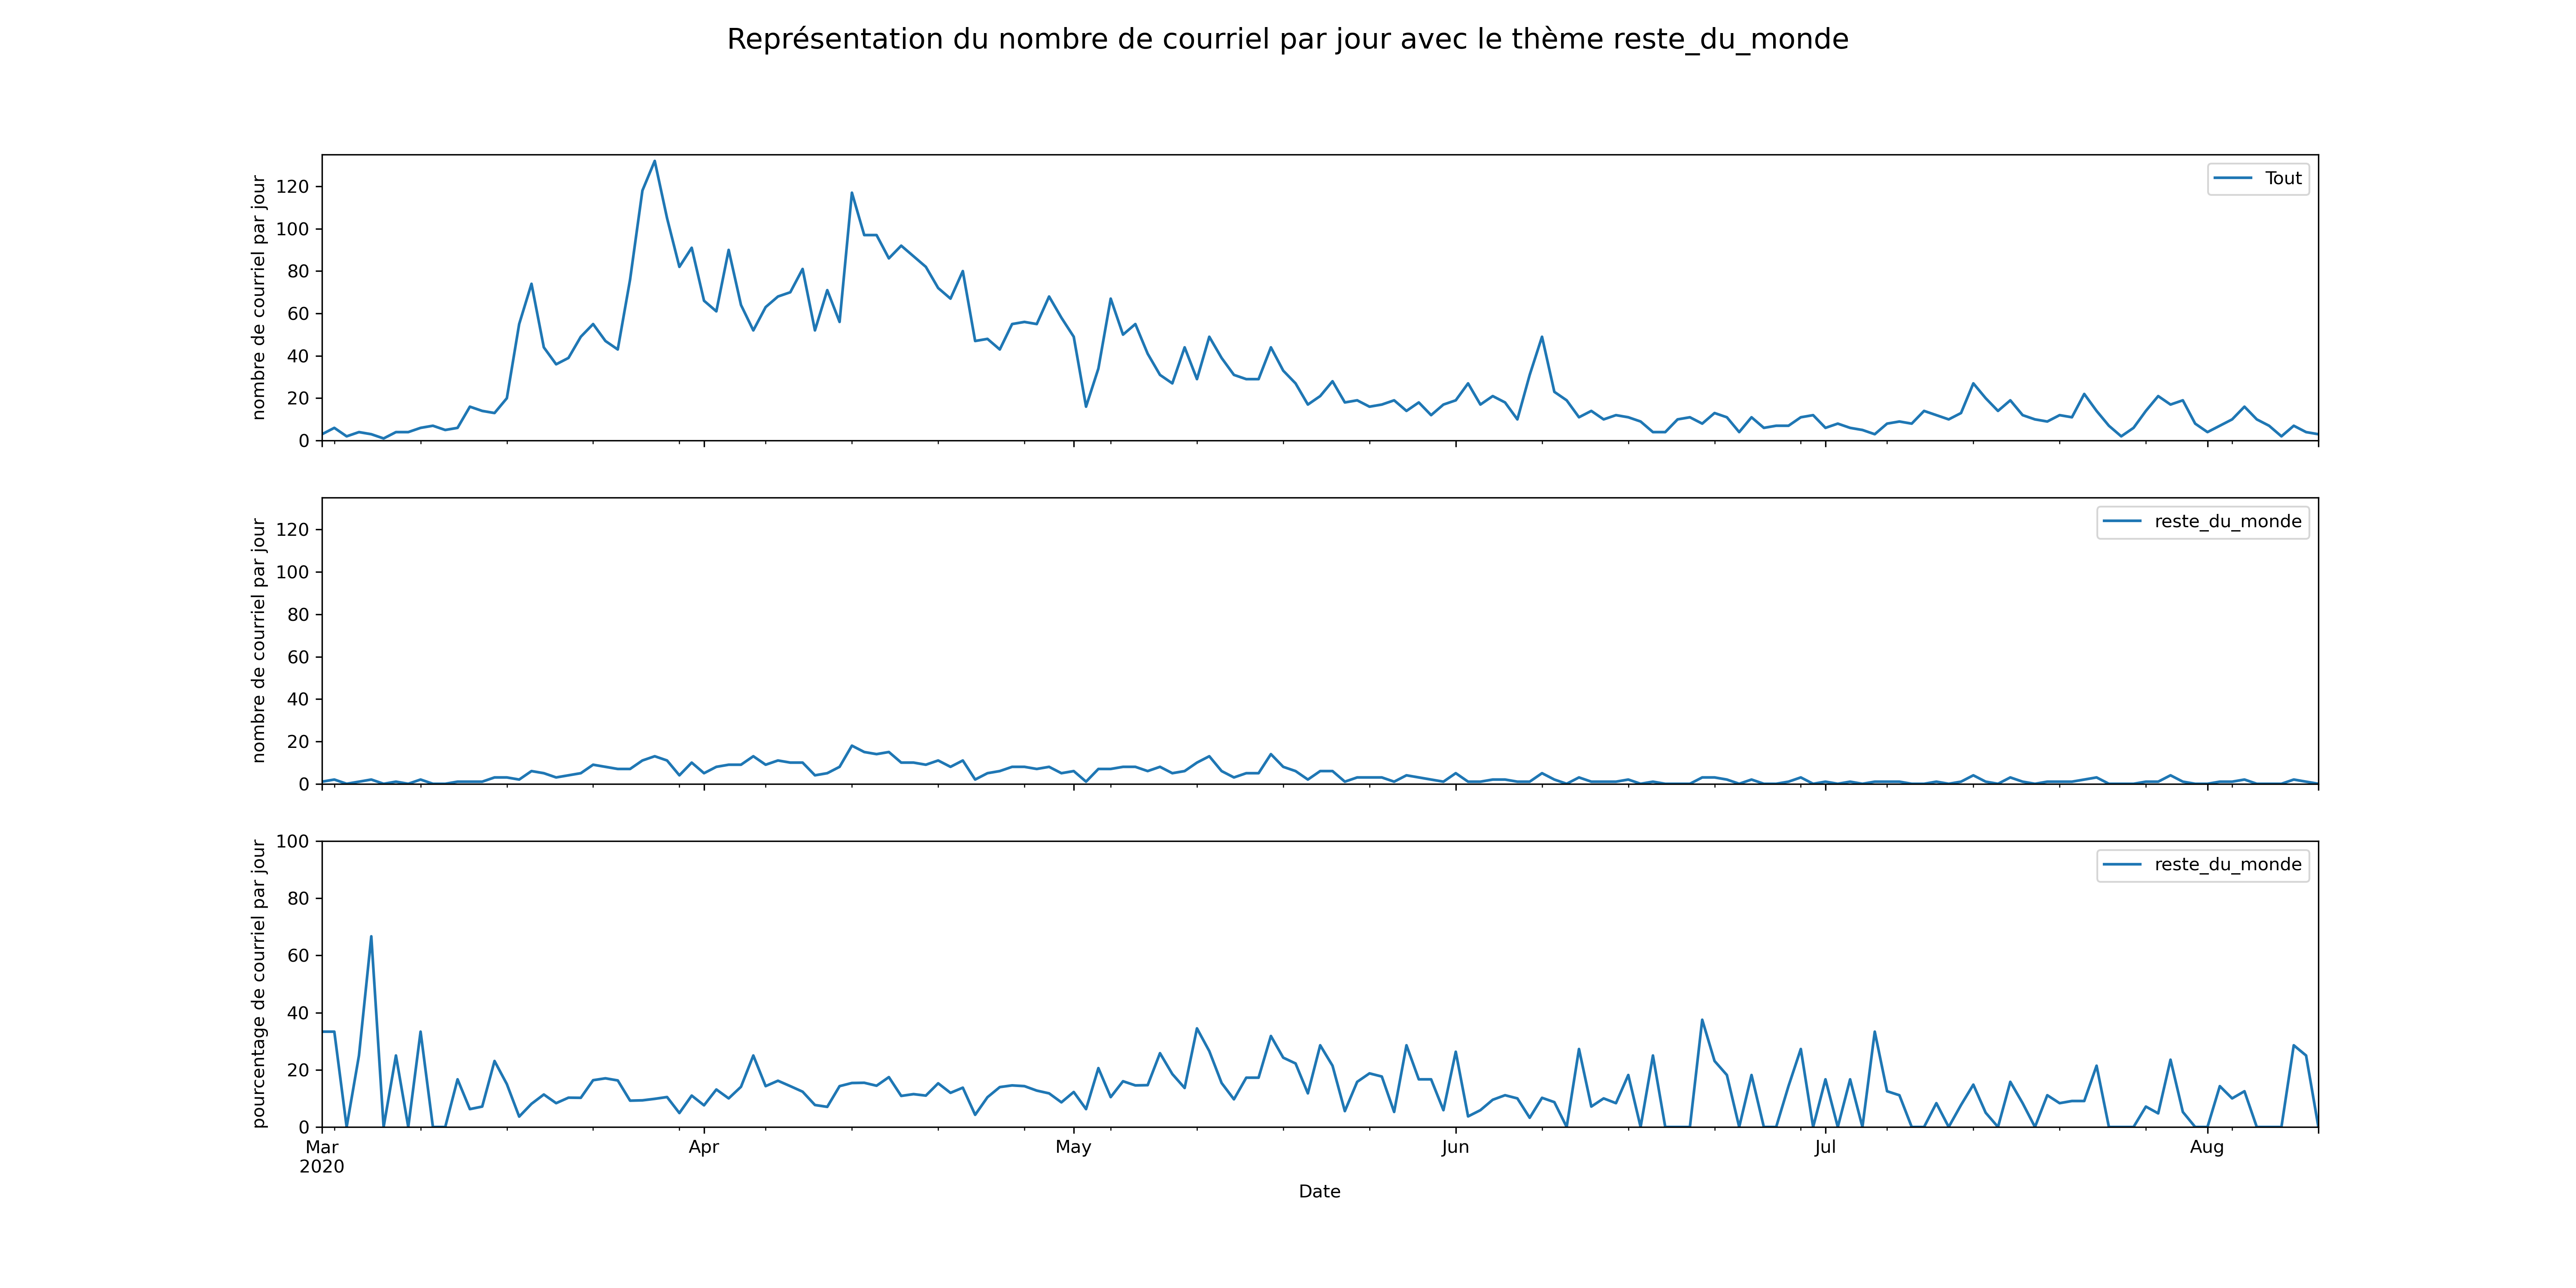 Représentation du nombre de courriel par jour avec le thème reste_du_monde
nombre de courriel par jour
120
100
80
60
40
20
0
Tout
nombre de courriel par jour
120
100
80
60
40
20
0
reste_du_monde
pourcentage de courriel par jour
100
80
60
40
20
0
reste_du_monde
Mar Apr May Jun Jul Aug
2020
Date